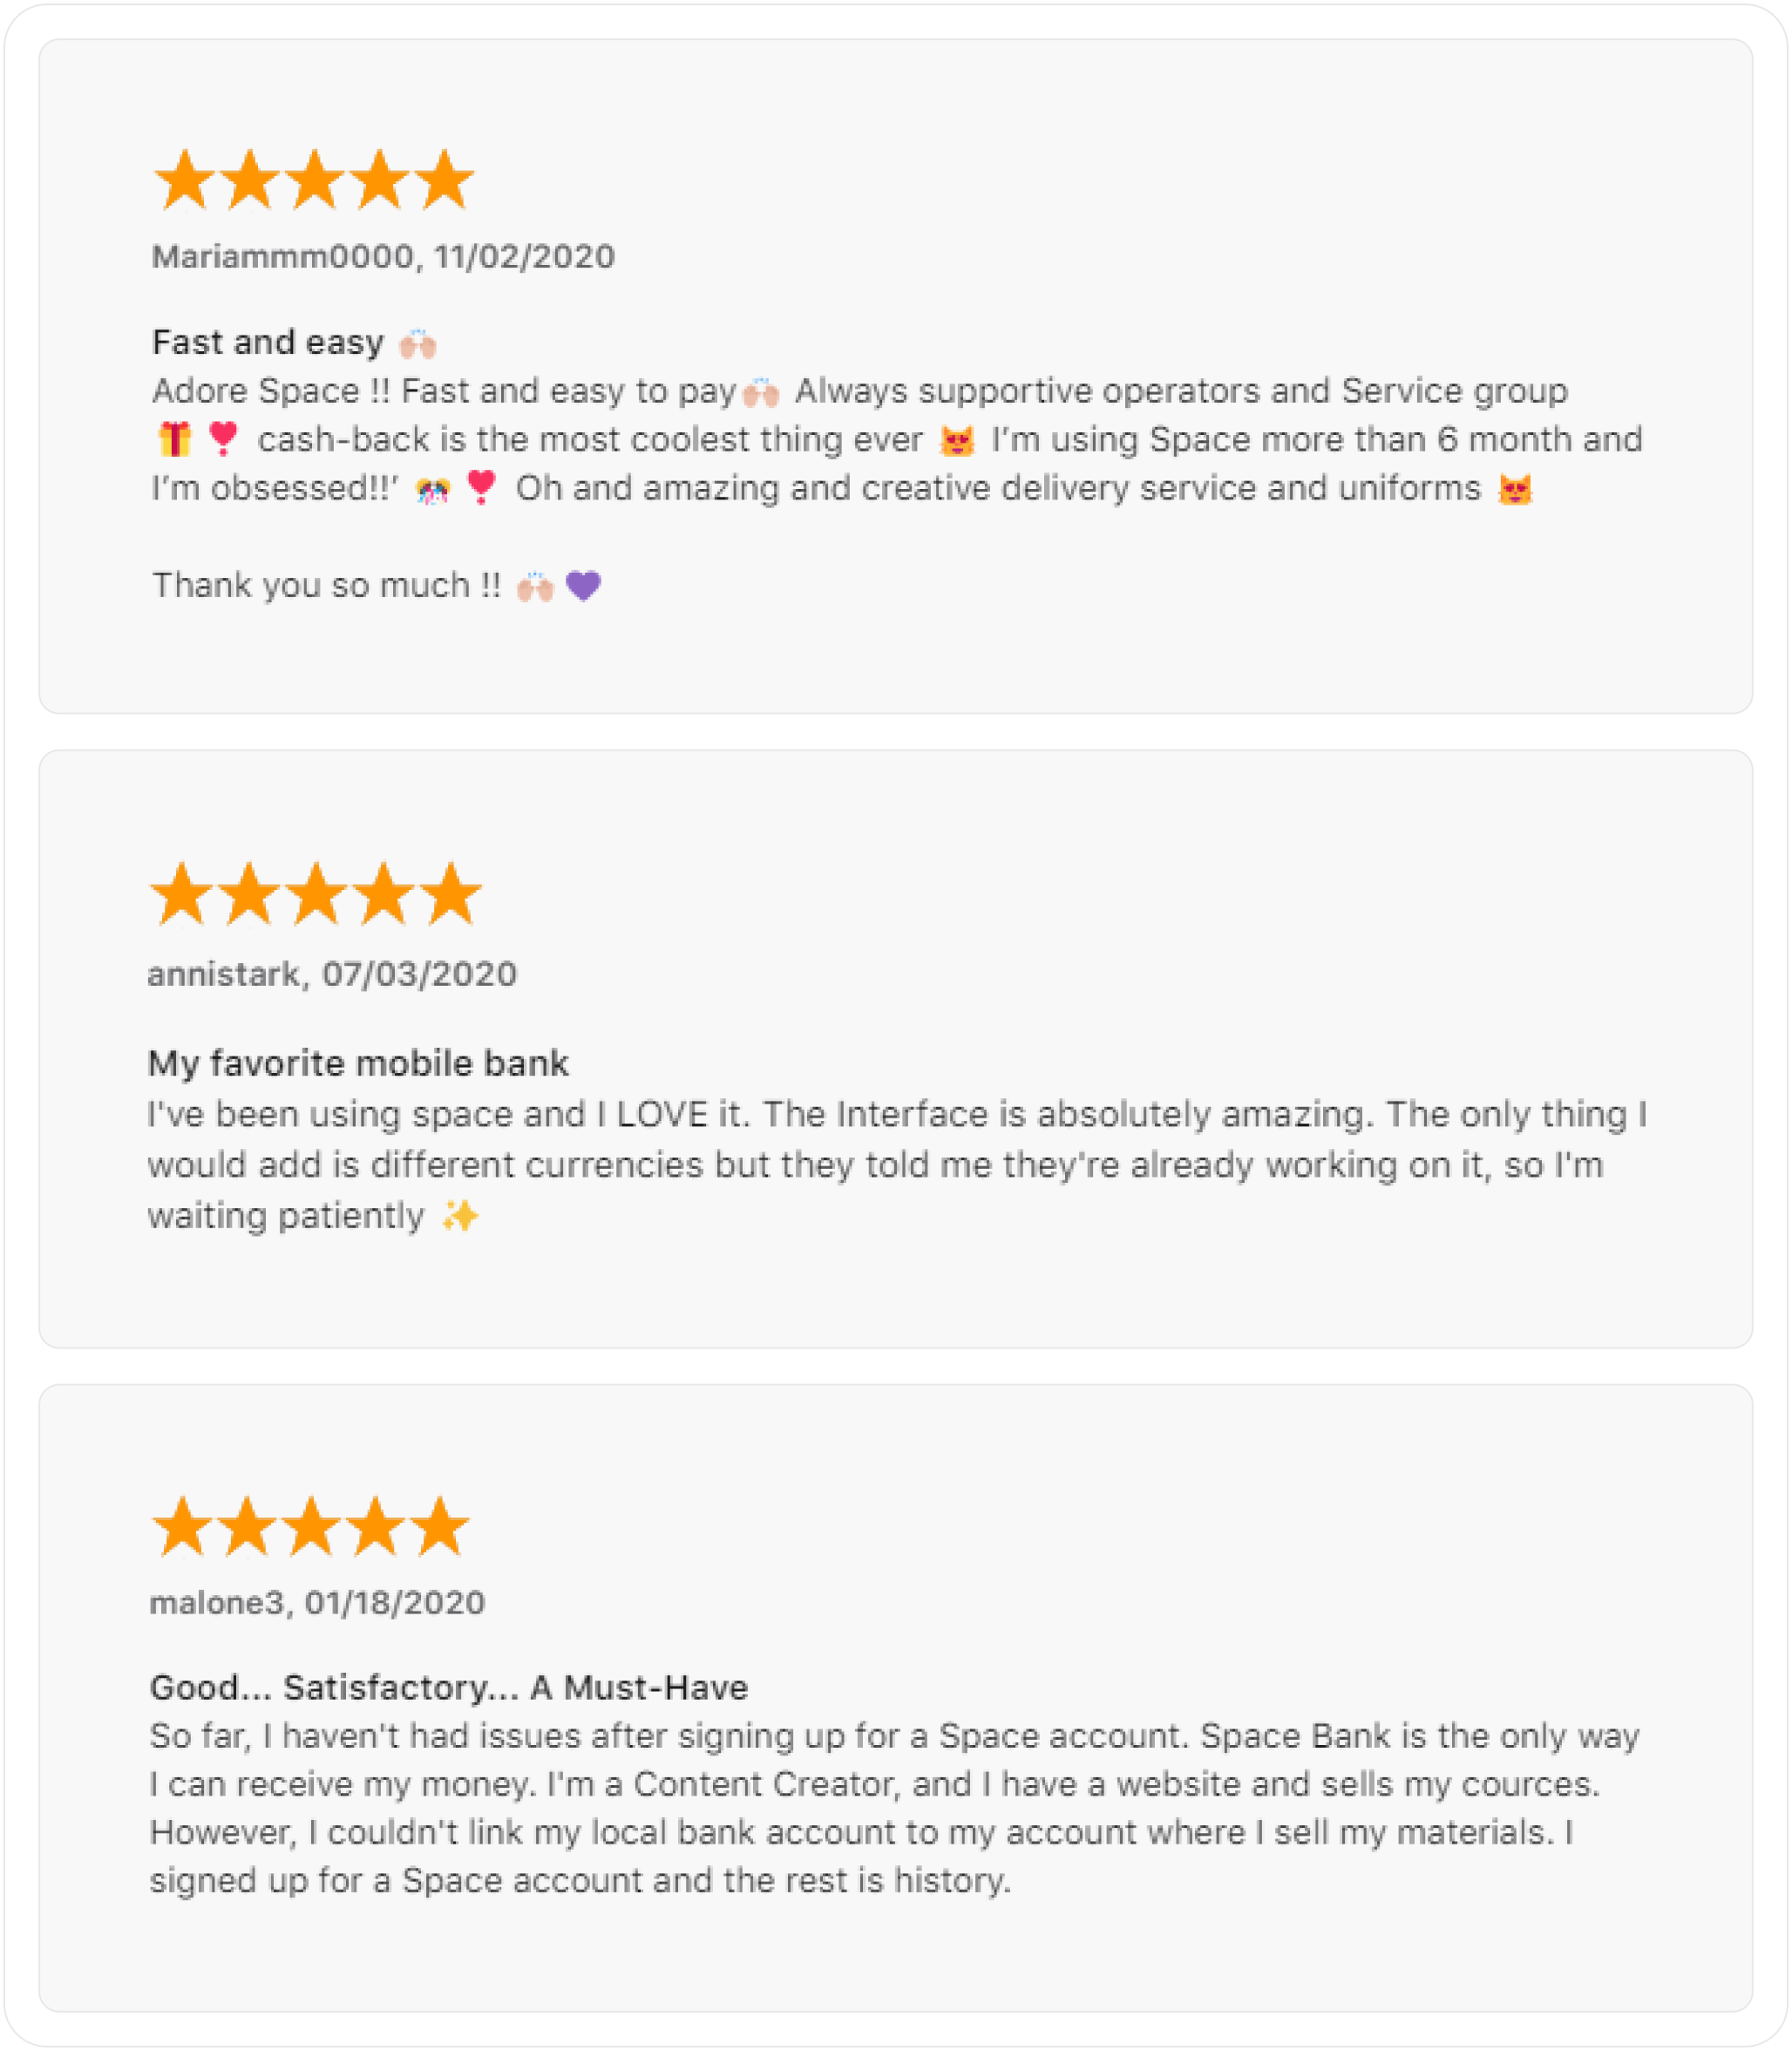 Mariammm0000, 11/02/2020
Fast and easy 🙌🏻
Adore Space !! Fast and easy to pay🙌🏻 Always supportive operators and Service group
🎁❣️ cash-back is the most coolest thing ever 😻 I’m using Space more than 6 month and
I’m obsessed!!’ 🎊❣️ Oh and amazing and creative delivery service and uniforms 😻
Thank you so much !! 🙌🏻💜
annistark, 07/03/2020
My favorite mobile bank
I've been using space and I LOVE it. The Interface is absolutely amazing. The only thing I
would add is different currencies but they told me they're already working on it, so I'm
waiting patiently ✨
malone3, 01/18/2020
Good... Satisfactory... A Must-Have
So far, I haven't had issues after signing up for a Space account. Space Bank is the only way
I can receive my money. I'm a Content Creator, and I have a website and sells my cources.
However, I couldn't link my local bank account to my account where I sell my materials. I
signed up for a Space account and the rest is history.